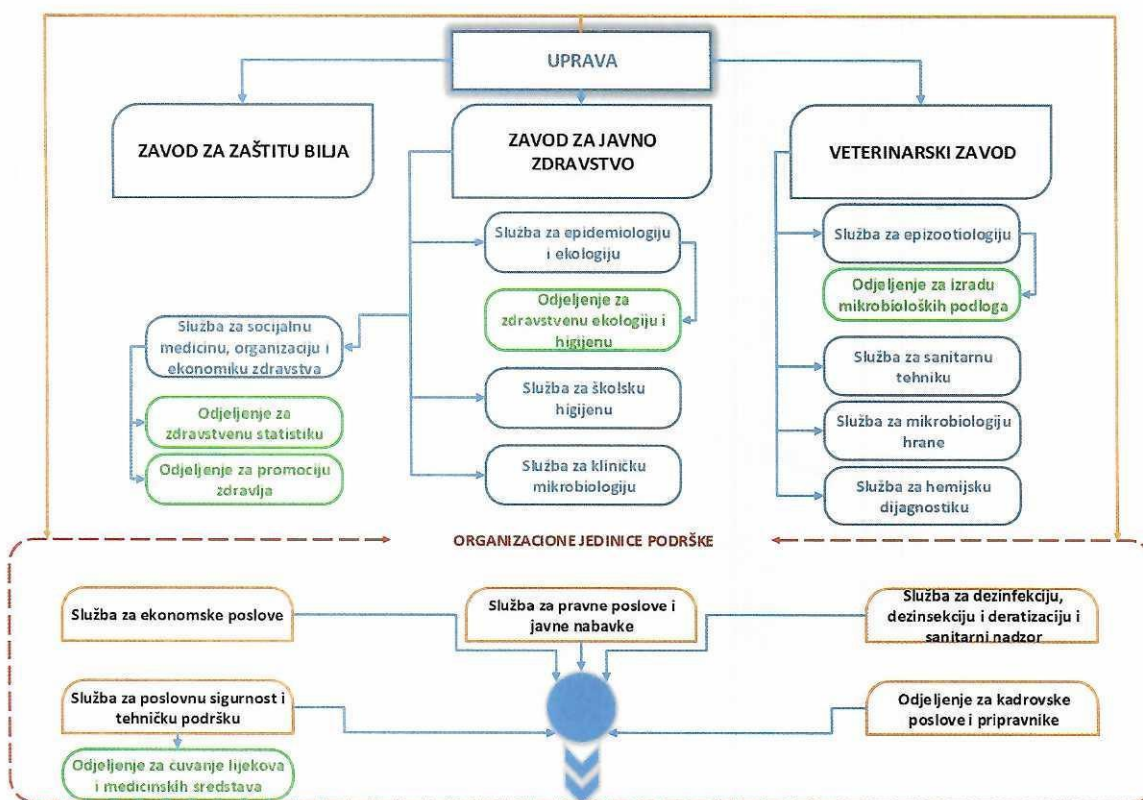 UPRAVA
ZAVOD ZA ZAŠTITU BILJA
ZAVOD ZA JAVNO
ZDRAVSTVO
VETERINARSKI ZAVOD
Služba za epidemiologiju
i ekologiju
Odjeljenje za
zdravstvenu ekologiju i
higijenu
Služba za socijalnu
medicinu, organizaciju i
ekonomiku zdravstva
Odjeljenje za
zdravstvenu statistiku
Odjeljenje za promociju
zdravlja
Služba za školsku
higijenu
Služba za kliničku
mikrobiologiju
Služba za epizootiologiju
Odjeljenje za izradu
mikrobioloških podloga
Služba za sanitarnu
tehniku
Služba za mikrobiologiju
hrane
Služba za hemijsku
dijagnostiku
ORGANIZACIONE JEDINICE PODRŠKE
Služba za ekonomske poslove
Služba za pravne poslove i
javne nabavke
Služba za dezinfekciju,
dezinsekciju i deratizaciju i
sanitarni nadzor
Služba za poslovnu sigurnost i
tehničku podršku
Odjeljenje za kadrovske
poslove i pripravnike
Odjeljenje za čuvanje lijekova
i medicinskih sredstava